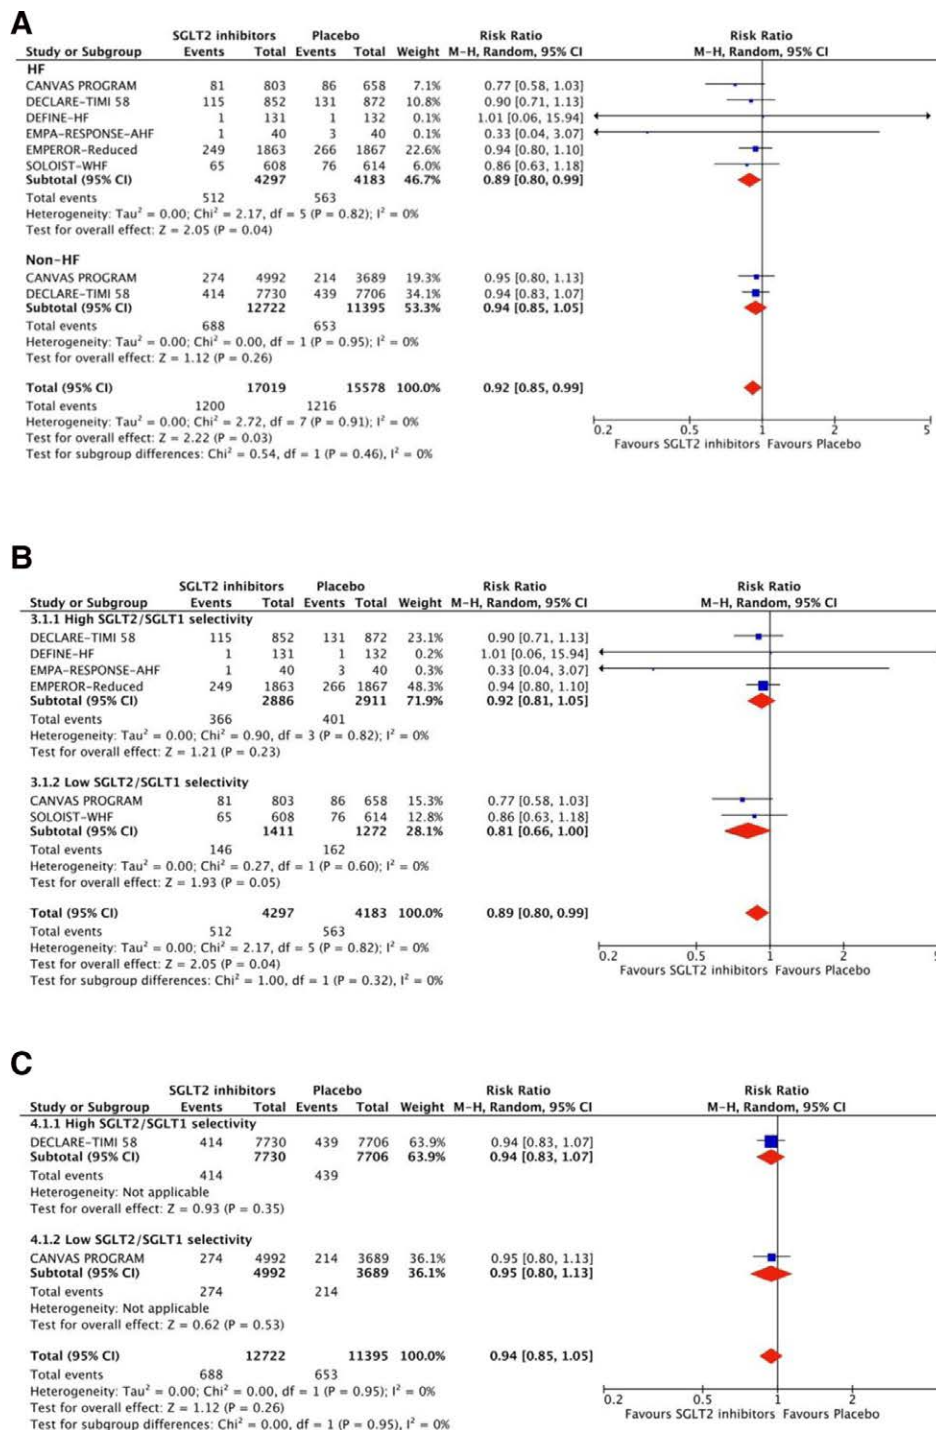 A
SGLT2 inhibitors Placebo Risk Ratio Risk Ratio
Study or Subgroup Events Total Events Total Weight M-H, Random, 95% CI M-H, Random, 95% CI
HF
CANVAS PROGRAM 81 803 86 658 7.1% 0.77 [0.58, 1.03]
DECLARE-TIMI 58 115 852 131 872 10.8% 0.90 [0.71, 1.13]
DEFINE-HF 1 131 1 132 0.1% 1.01 [0.06, 15.94]
EMPA-RESPONSE-AHF 1 40 3 40 0.1% 0.33 [0.04, 3.07]
EMPEROR-Reduced 249 1863 266 1867 22.6% 0.94 [0.80, 1.10]
SOLOIST-WHF 65 608 76 614 6.0% 0.86 [0.63, 1.18]
Subtotal (95% CI) 4297 4183 46.7% 0.89 [0.80, 0.99]
Total events 512 563
Heterogeneity: Tau² = 0.00; Chi² = 2.17, df = 5 (P = 0.82); I² = 0%
Test for overall effect: Z = 2.05 (P = 0.04)
Non-HF
CANVAS PROGRAM 274 4992 214 3689 19.3% 0.95 [0.80, 1.13]
DECLARE-TIMI 58 414 7730 439 7706 34.1% 0.94 [0.83, 1.07]
Subtotal (95% CI) 12722 11395 53.3% 0.94 [0.85, 1.05]
Total events 688 653
Heterogeneity: Tau² = 0.00; Chi² = 0.00, df = 1 (P = 0.95); I² = 0%
Test for overall effect: Z = 1.12 (P = 0.26)
Total (95% CI) 17019 15578 100.0% 0.92 [0.85, 0.99]
Total events 1200 1216
Heterogeneity: Tau² = 0.00; Chi² = 2.72, df = 7 (P = 0.91); I² = 0%
Test for overall effect: Z = 2.22 (P = 0.03)
Test for subgroup differences: Chi² = 0.54, df = 1 (P = 0.46), I² = 0%
0.2 0.5 1 2 5
Favours SGLT2 inhibitors Favours Placebo
B
SGLT2 inhibitors Placebo Risk Ratio Risk Ratio
Study or Subgroup Events Total Events Total Weight M-H, Random, 95% CI M-H, Random, 95% CI
3.1.1 High SGLT2/SGLT1 selectivity
DECLARE-TIMI 58 115 852 131 872 23.1% 0.90 [0.71, 1.13]
DEFINE-HF 1 131 1 132 0.2% 1.01 [0.06, 15.94]
EMPA-RESPONSE-AHF 1 40 3 40 0.3% 0.33 [0.04, 3.07]
EMPEROR-Reduced 249 1863 266 1867 48.3% 0.94 [0.80, 1.10]
Subtotal (95% CI) 2886 2911 71.9% 0.92 [0.81, 1.05]
Total events 366 401
Heterogeneity: Tau² = 0.00; Chi² = 0.90, df = 3 (P = 0.82); I² = 0%
Test for overall effect: Z = 1.21 (P = 0.23)
3.1.2 Low SGLT2/SGLT1 selectivity
CANVAS PROGRAM 81 803 86 658 15.3% 0.77 [0.58, 1.03]
SOLOIST-WHF 65 608 76 614 12.8% 0.86 [0.63, 1.18]
Subtotal (95% CI) 1411 1272 28.1% 0.81 [0.66, 1.00]
Total events 146 162
Heterogeneity: Tau² = 0.00; Chi² = 0.27, df = 1 (P = 0.60); I² = 0%
Test for overall effect: Z = 1.93 (P = 0.05)
Total (95% CI) 4297 4183 100.0% 0.89 [0.80, 0.99]
Total events 512 563
Heterogeneity: Tau² = 0.00; Chi² = 2.17, df = 5 (P = 0.82); I² = 0%
Test for overall effect: Z = 2.05 (P = 0.04)
Test for subgroup differences: Chi² = 1.00, df = 1 (P = 0.32), I² = 0%
0.2 0.5 1 2
Favours SGLT2 inhibitors Favours Placebo
C
SGLT2 inhibitors Placebo Risk Ratio Risk Ratio
Study or Subgroup Events Total Events Total Weight M-H, Random, 95% CI M-H, Random, 95% CI
4.1.1 High SGLT2/SGLT1 selectivity
DECLARE-TIMI 58 414 7730 439 7706 63.9% 0.94 [0.83, 1.07]
Subtotal (95% CI) 7730 7706 63.9% 0.94 [0.83, 1.07]
Total events 414 439
Heterogeneity: Not applicable
Test for overall effect: Z = 0.93 (P = 0.35)
4.1.2 Low SGLT2/SGLT1 selectivity
CANVAS PROGRAM 274 4992 214 3689 36.1% 0.95 [0.80, 1.13]
Subtotal (95% CI) 4992 3689 36.1% 0.95 [0.80, 1.13]
Total events 274 214
Heterogeneity: Not applicable
Test for overall effect: Z = 0.62 (P = 0.53)
Total (95% CI) 12722 11395 100.0% 0.94 [0.85, 1.05]
Total events 688 653
Heterogeneity: Tau² = 0.00; Chi² = 0.00, df = 1 (P = 0.95); I² = 0%
Test for overall effect: Z = 1.12 (P = 0.26)
Test for subgroup differences: Chi² = 0.00, df = 1 (P = 0.95), I² = 0%
0.2 0.5 1 2
Favours SGLT2 inhibitors Favours Placebo